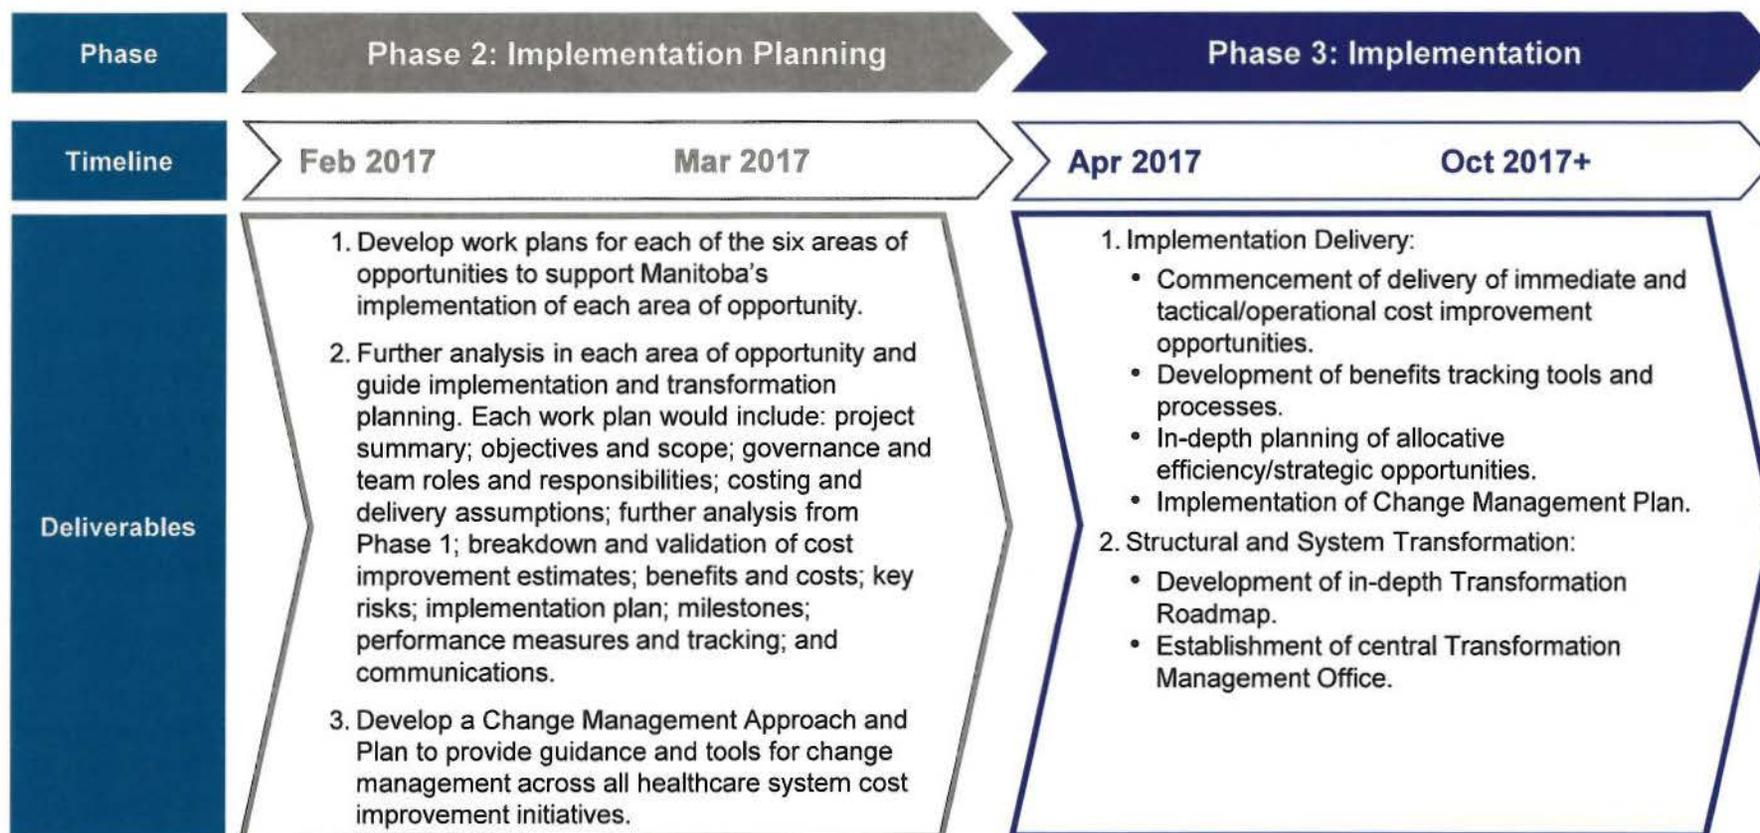 Phase
Phase 2: Implementation Planning
Phase 3: Implementation
Timeline
Feb 2017
Mar 2017
Apr 2017
Oct 2017+
Deliverables
1. Develop work plans for each of the six areas of
opportunities to support Manitoba's
implementation of each area of opportunity.
2. Further analysis in each area of opportunity and
guide implementation and transformation
planning. Each work plan would include: project
summary; objectives and scope; governance and
team roles and responsibilities; costing and
delivery assumptions; further analysis from
Phase 1; breakdown and validation of cost
improvement estimates; benefits and costs; key
risks; implementation plan; milestones;
performance measures and tracking; and
communications.
3. Develop a Change Management Approach and
Plan to provide guidance and tools for change
management across all healthcare system cost
improvement initiatives.
1. Implementation Delivery:
• Commencement of delivery of immediate and
tactical/operational cost improvement
opportunities.
• Development of benefits tracking tools and
processes.
• In-depth planning of allocative
efficiency/strategic opportunities.
• Implementation of Change Management Plan.
2. Structural and System Transformation:
• Development of in-depth Transformation
Roadmap.
• Establishment of central Transformation
Management Office.